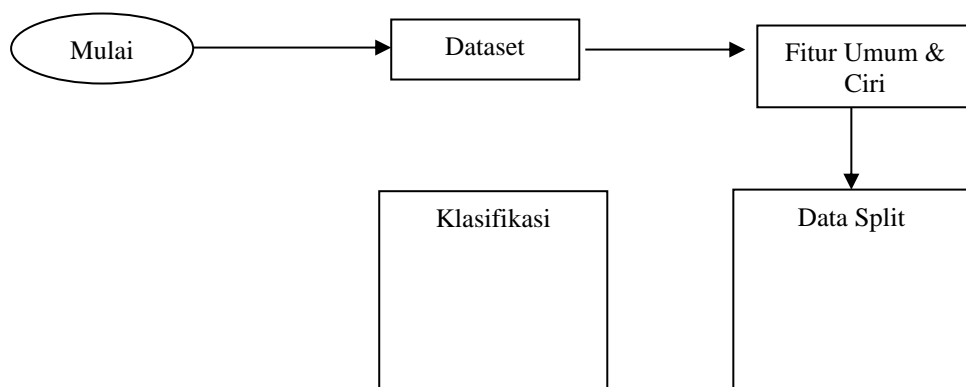 Mulai
Dataset
Fitur Umum &
Ciri
Klasifikasi
Data Split